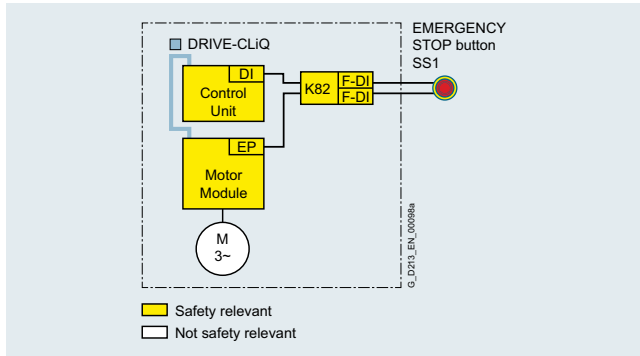 DRIVE-CLiQ
EMERGENCY
STOP button
SS1
DI
Control
Unit
K82
F-DI
F-DI
EP
Motor
Module
M
3~
G_D213_EN_00098a
Safety relevant
Not safety relevant